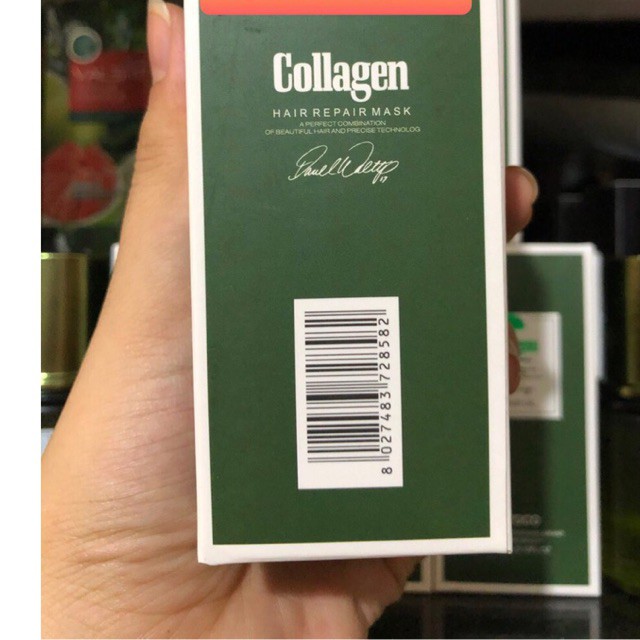 Collagen
HAIR REPAIR MASK
A PERFECT COMBINATION
OF BEAUTIFUL HAIR AND PRECISE TECHNOLOG
8 027483 728582